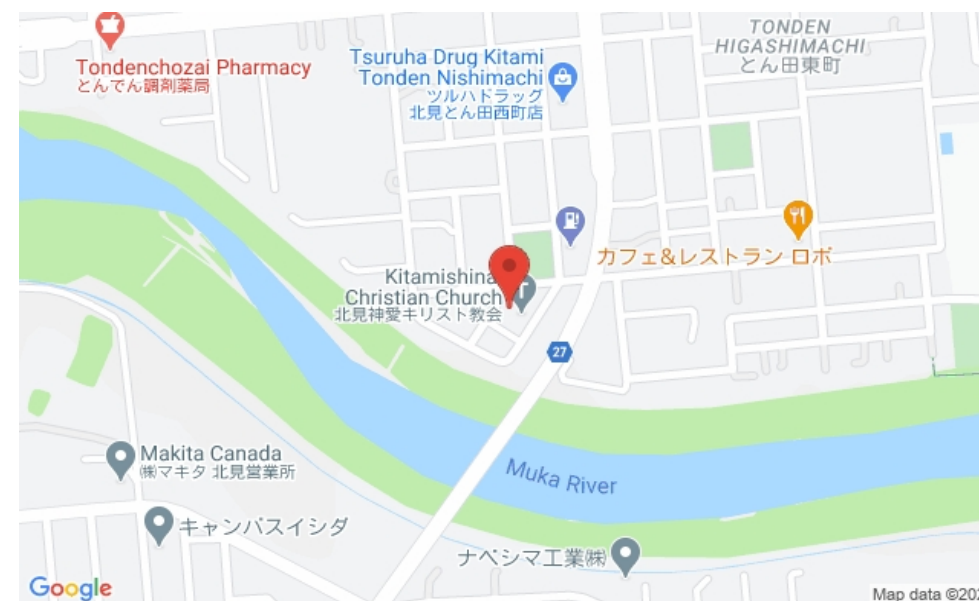 TONDEN
HIGASHIMACHI
とん田東町
Tondenchozai Pharmacy
とんでん調剤薬局
Tsuruha Drug Kitami
Tonden Nishimachi
ツルハドラッグ
北見とん田西町店
カフェ&レストラン ロボ
Kitamishina
Christian Church
北見神愛キリスト教会
27
Makita Canada
㈱マキタ 北見営業所
Muka River
キャンバスイシダ
ナベシマ工業㈱
Google
Map data ©20